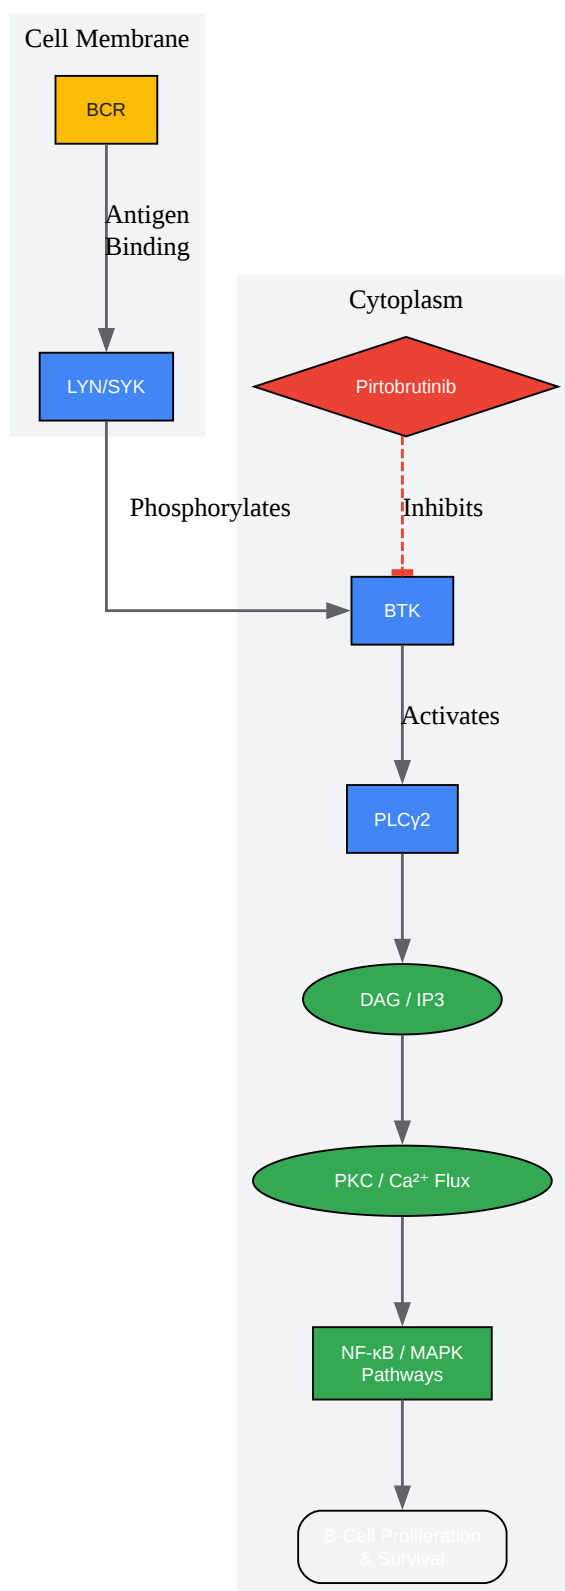 Cell Membrane
BCR
Antigen
Binding
Cytoplasm
LYN/SYK
Pirtobrutinib
Phosphorylates
Inhibits
BTK
Activates
PLCγ2
DAG / IP3
PKC / Ca²⁺ Flux
NF-κB / MAPK
Pathways
B-Cell Proliferation
& Survival